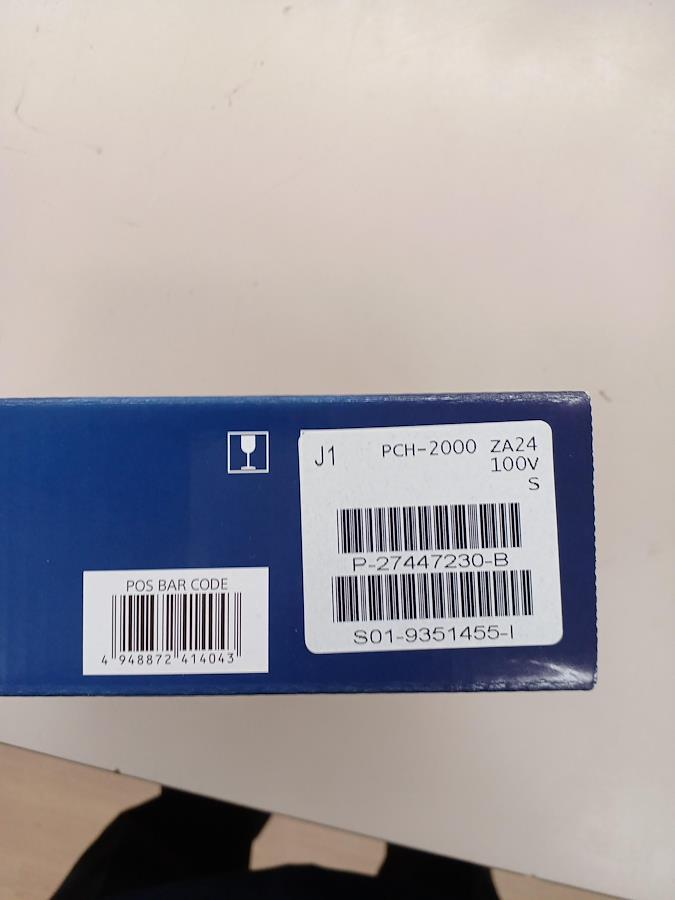 J1 PCH-2000 ZA24
100V
S
P-27447230-B
S01-9351455-I
POS BAR CODE
4 948872 414043